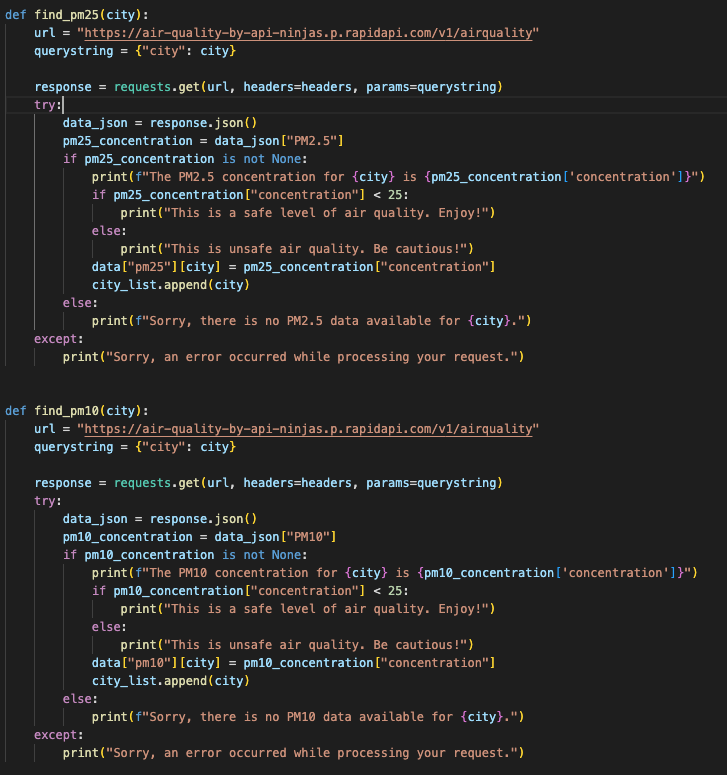 def find_pm25(city):
    url = "https://air-quality-by-api-ninjas.p.rapidapi.com/v1/airquality"
    querystring = {"city": city}

    response = requests.get(url, headers=headers, params=querystring)
    try:
        data_json = response.json()
        pm25_concentration = data_json["PM2.5"]
        if pm25_concentration is not None:
            print(f"The PM2.5 concentration for {city} is {pm25_concentration['concentration']}")
            if pm25_concentration["concentration"] < 25:
                print("This is a safe level of air quality. Enjoy!")
            else:
                print("This is unsafe air quality. Be cautious!")
            data["pm25"][city] = pm25_concentration["concentration"]
            city_list.append(city)
        else:
            print(f"Sorry, there is no PM2.5 data available for {city}.")
    except:
        print("Sorry, an error occurred while processing your request.")


def find_pm10(city):
    url = "https://air-quality-by-api-ninjas.p.rapidapi.com/v1/airquality"
    querystring = {"city": city}

    response = requests.get(url, headers=headers, params=querystring)
    try:
        data_json = response.json()
        pm10_concentration = data_json["PM10"]
        if pm10_concentration is not None:
            print(f"The PM10 concentration for {city} is {pm10_concentration['concentration']}")
            if pm10_concentration["concentration"] < 25:
                print("This is a safe level of air quality. Enjoy!")
            else:
                print("This is unsafe air quality. Be cautious!")
            data["pm10"][city] = pm10_concentration["concentration"]
            city_list.append(city)
        else:
            print(f"Sorry, there is no PM10 data available for {city}.")
    except:
        print("Sorry, an error occurred while processing your request.")